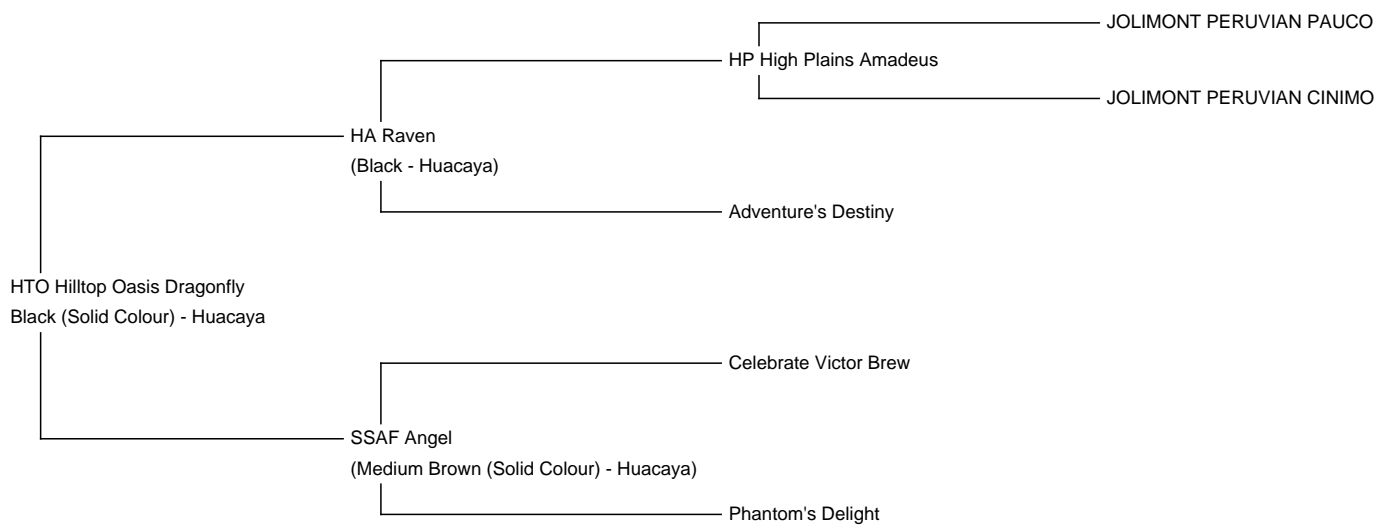 JOLIMONT PERUVIAN PAUCO
HP High Plains Amadeus
JOLIMONT PERUVIAN CINIMO
HA Raven
(Black - Huacaya)
Adventure's Destiny
HTO Hilltop Oasis Dragonfly
Black (Solid Colour) - Huacaya
Celebrate Victor Brew
SSAF Angel
(Medium Brown (Solid Colour) - Huacaya)
Phantom's Delight